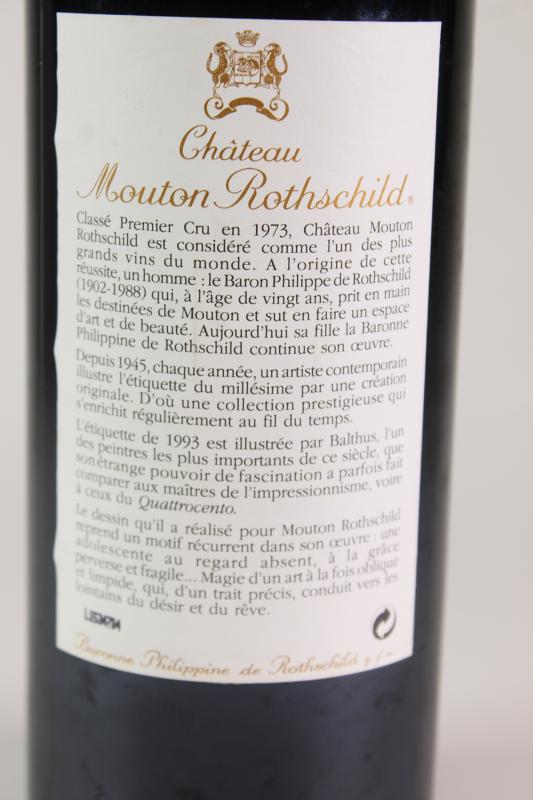 Château
Mouton Rothschild®
Classé Premier Cru en 1973, Château Mouton
Rothschild est considéré comme l'un des plus
grands vins du monde. A l'origine de cette
réussite, un homme : le Baron Philippe de Rothschild
(1902-1988) qui, à l'âge de vingt ans, prit en main
les destinées de Mouton et sut en faire un espace
d'art et de beauté. Aujourd'hui sa fille la Baronne
Philippine de Rothschild continue son œuvre.
Depuis 1945, chaque année, un artiste contemporain
illustre l'étiquette du millésime par une création
originale. D'où une collection prestigieuse qui
s'enrichit régulièrement au fil du temps.
L'étiquette de 1993 est illustrée par Balthus, l'un
des peintres les plus importants de ce siècle, que
son étrange pouvoir de fascination a parfois fait
comparer aux maîtres de l'impressionnisme, voire
à ceux du Quattrocento.
Le dessin qu'il a réalisé pour Mouton Rothschild
reprend un motif récurrent dans son œuvre : une
adolescente au regard absent, à la grâce
perverse et fragile... Magie d'un art à la fois oblique
et limpide, qui, d'un trait précis, conduit vers les
lointains du désir et du rêve.
Baronne Philippine de Rothschild